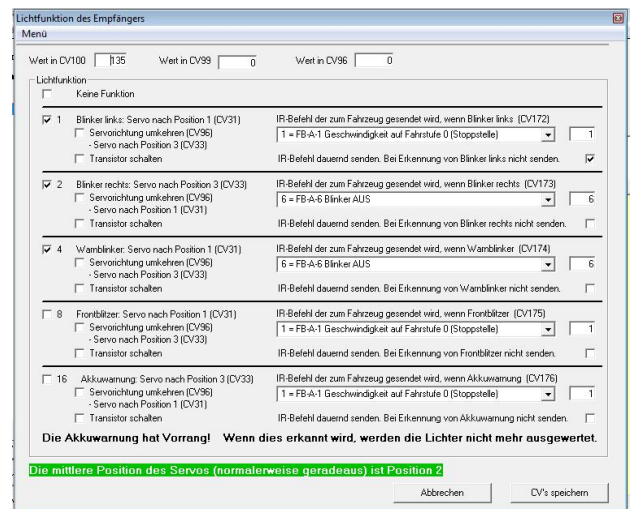 Lichtfunktion des Empfängers
Menü
Wert in CV100 135 Wert in CV99 0 Wert in CV96 0
Lichtfunktion
Keine Funktion
1 Blinker links: Servo nach Position 1 (CV31) IR-Befehl der zum Fahrzeug gesendet wird, wenn Blinker links (CV172)
Servorichtung umkehren (CV96) 1 = FB-A-1 Geschwindigkeit auf Fahrstufe 0 (Stoppstelle) 1
- Servo nach Position 3 (CV33)
Transistor schalten IR-Befehl dauernd senden. Bei Erkennung von Blinker links nicht senden.
2 Blinker rechts: Servo nach Position 3 (CV33) IR-Befehl der zum Fahrzeug gesendet wird, wenn Blinker rechts (CV173)
Servorichtung umkehren (CV96) 6 = FB-A-6 Blinker AUS 6
- Servo nach Position 1 (CV31)
Transistor schalten IR-Befehl dauernd senden. Bei Erkennung von Blinker rechts nicht senden.
4 Warnblinker: Servo nach Position 1 (CV31) IR-Befehl der zum Fahrzeug gesendet wird, wenn Warnblinker (CV174)
Servorichtung umkehren (CV96) 6 = FB-A-6 Blinker AUS 6
- Servo nach Position 3 (CV33)
Transistor schalten IR-Befehl dauernd senden. Bei Erkennung von Warnblinker nicht senden.
8 Frontblitzer: Servo nach Position 1 (CV31) IR-Befehl der zum Fahrzeug gesendet wird, wenn Frontblitzer (CV175)
Servorichtung umkehren (CV96) 1 = FB-A-1 Geschwindigkeit auf Fahrstufe 0 (Stoppstelle) 1
- Servo nach Position 3 (CV33)
Transistor schalten IR-Befehl dauernd senden. Bei Erkennung von Frontblitzer nicht senden.
16 Akkuwarnung: Servo nach Position 3 (CV33) IR-Befehl der zum Fahrzeug gesendet wird, wenn Akkuwarnung (CV176)
Servorichtung umkehren (CV96) 1 = FB-A-1 Geschwindigkeit auf Fahrstufe 0 (Stoppstelle) 1
- Servo nach Position 1 (CV31)
Transistor schalten IR-Befehl dauernd senden. Bei Erkennung von Akkuwarnung nicht senden.
Die Akkuwarnung hat Vorrang! Wenn dies erkannt wird, werden die Lichter nicht mehr ausgewertet.
Die mittlere Position des Servos (normalerweise geradeaus) ist Position 2
Abbrechen CV's speichern